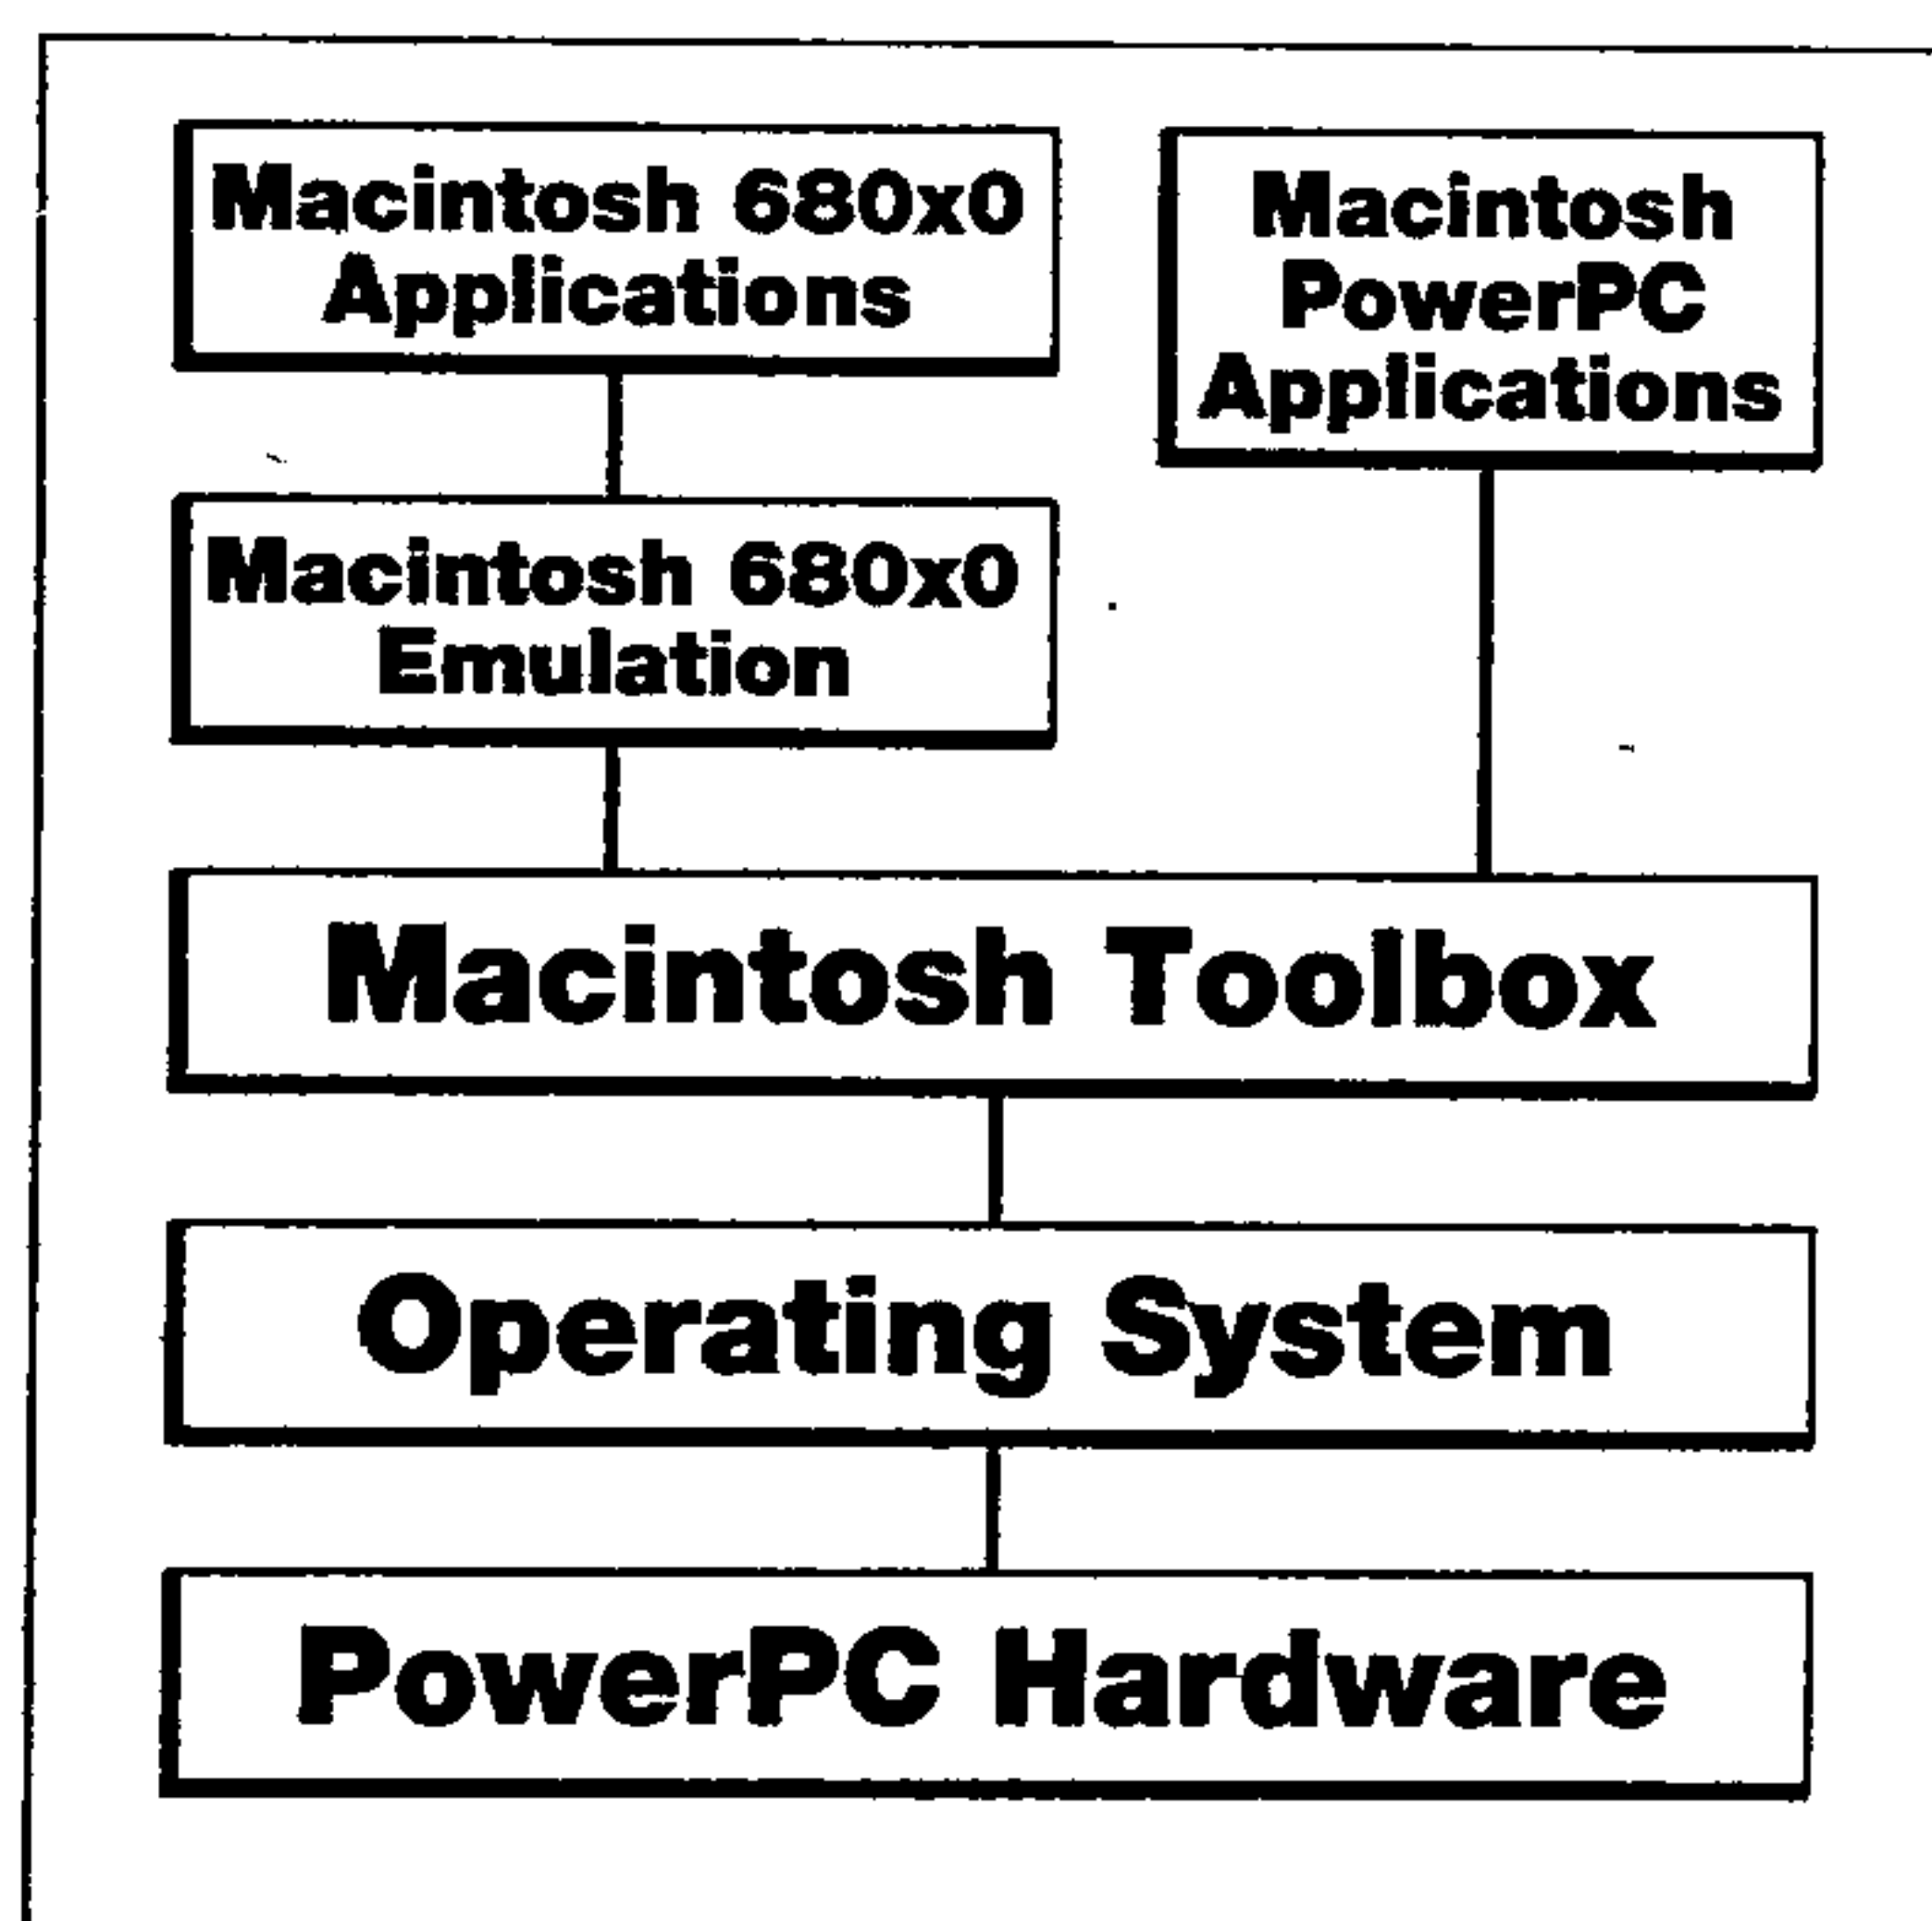 Macintosh 680x0
Applications
Macintosh
PowerPC
Applications
Macintosh 680x0
Emulation
Macintosh Toolbox
Operating System
PowerPC Hardware